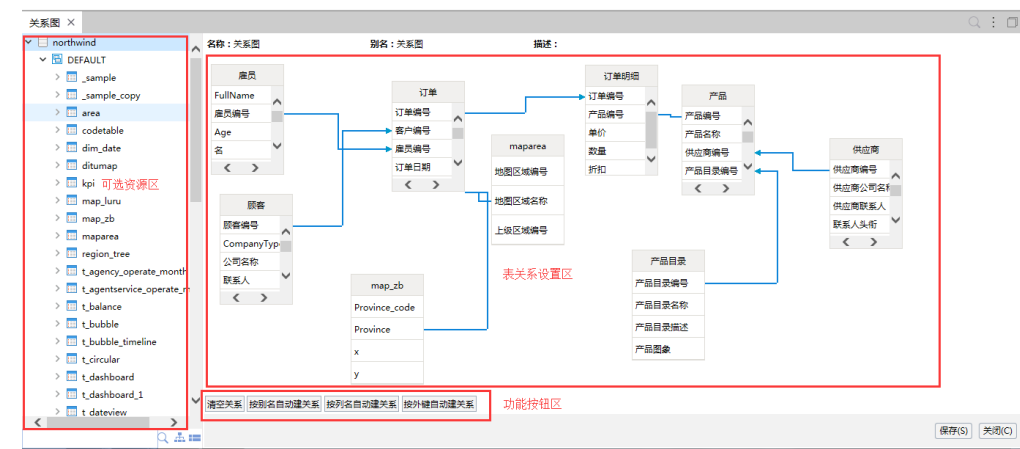 关系图 ×
northwind
DEFAULT
_sample
_sample_copy
area
codetable
dim_date
ditumap
kpi 可选资源区
map_luru
map_zb
maparea
region_tree
t_agency_operate_month
t_agentservice_operate_m
t_balance
t_bubble
t_bubble_timeline
t_circular
t_dashboard
t_dashboard_1
t_dateview
名称：关系图 别名：关系图 描述：
雇员
FullName
雇员编号
Age
名
顾客
顾客编号
CompanyType
公司名称
联系人
订单
订单编号
客户编号
雇员编号
订单日期
map_zb
Province_code
Province
x
y
maparea
地图区域编号
地图区域名称
上级区域编号
表关系设置区
订单明细
订单编号
产品编号
单价
数量
折扣
产品
产品编号
产品名称
供应商编号
产品目录编号
产品目录
产品目录编号
产品目录名称
产品目录描述
产品图象
供应商
供应商编号
供应商公司名称
供应商联系人
联系人头衔
清空关系 按别名自动建关系 按列名自动建关系 按外键自动建关系 功能按钮区
保存(S) 关闭(C)